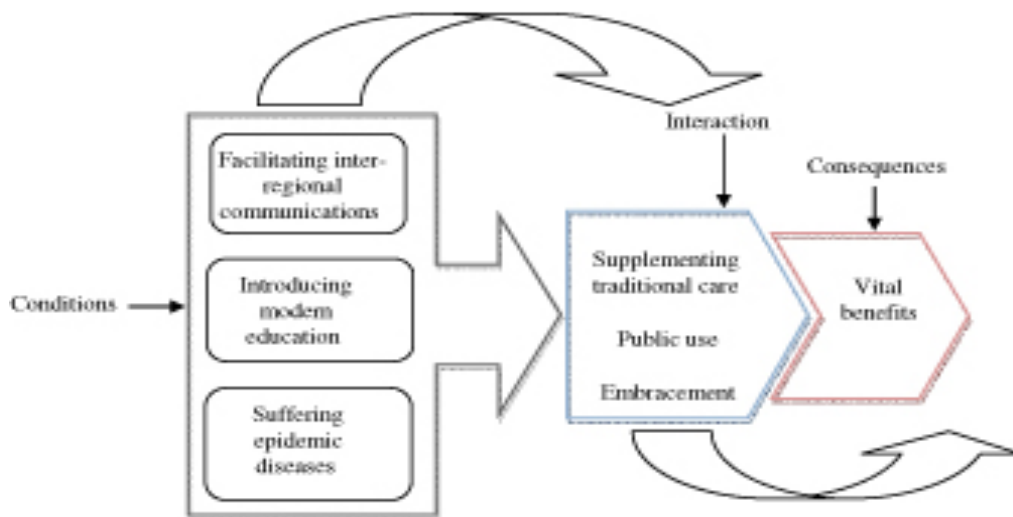 Interaction
Consequences
Conditions
Facilitating inter-
regional
communications
Introducing
modern
education
Suffering
epidemic
diseases
Supplementing
traditional care
Public use
Embracement
Vital
benefits